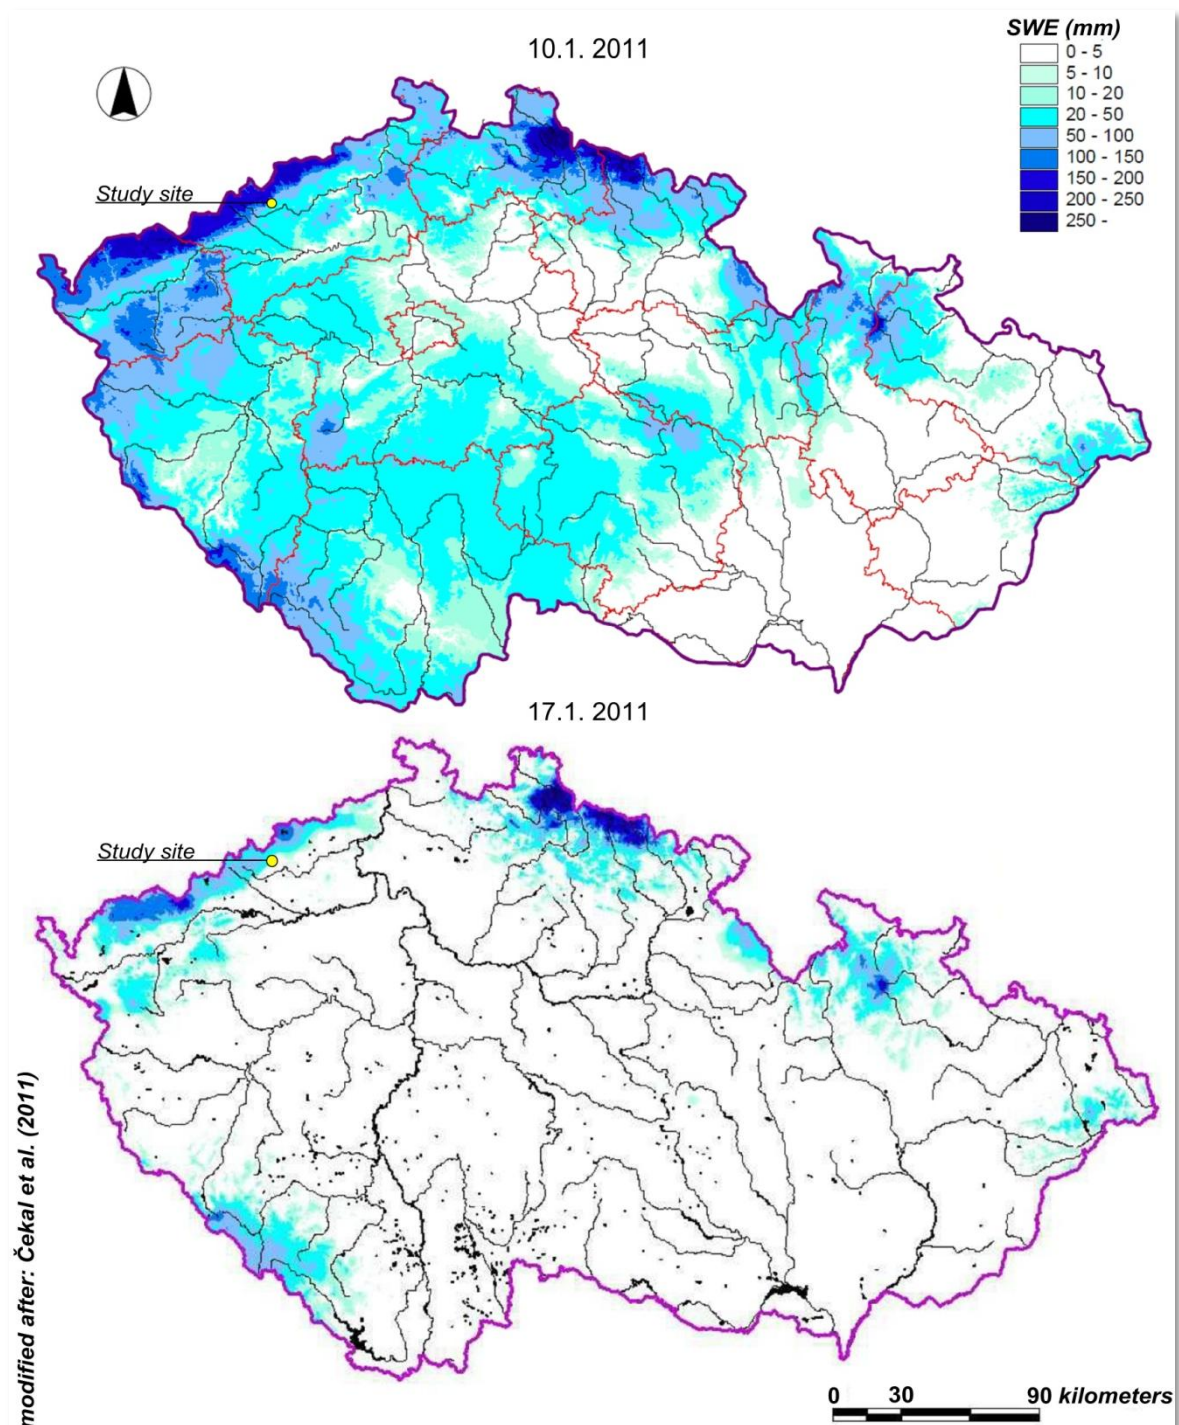 SWE (mm)
10.1. 2011
0 - 5
5 - 10
10 - 20
20 - 50
50 - 100
100 - 150
150 - 200
200 - 250
250 -
Study site
17.1. 2011
Study site
modified after: Čekal et al. (2011)
0 30 90 kilometers